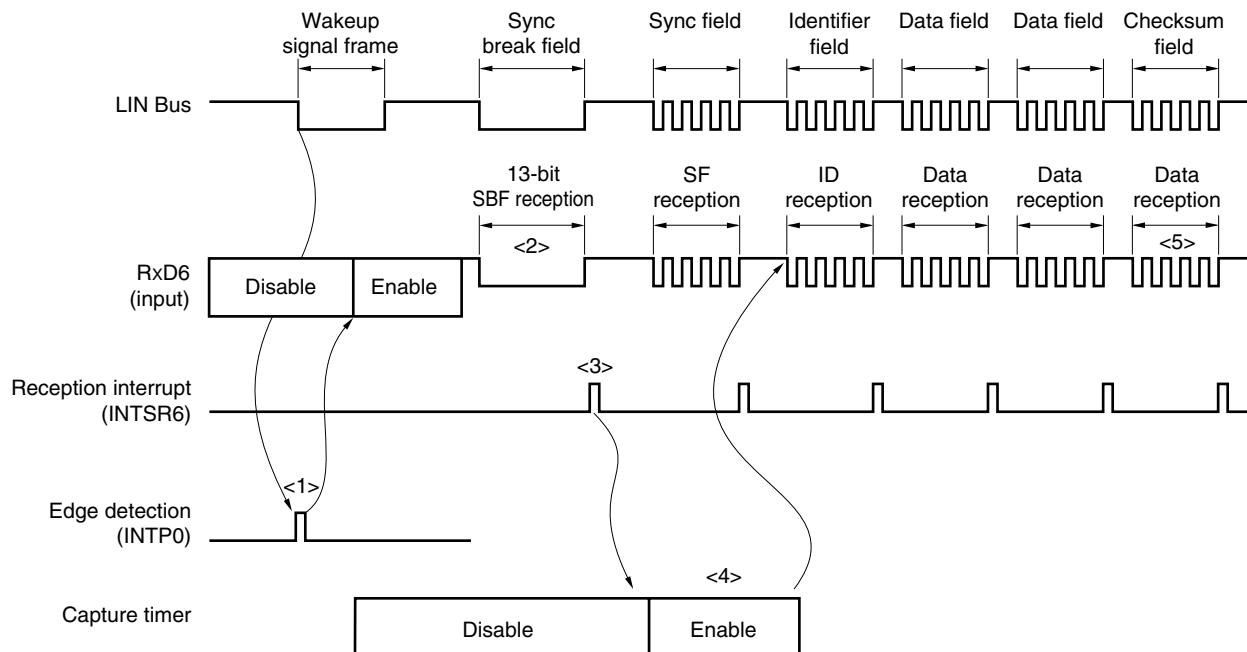 Wakeup
signal frame
Sync
break field
Sync field
Identifier
field
Data field
Data field
Checksum
field
LIN Bus
13-bit
SBF reception
SF
reception
ID
reception
Data
reception
Data
reception
Data
reception
<2>
<5>
RxD6
(input)
Disable
Enable
Reception interrupt
(INTSR6)
<3>
Edge detection
(INTP0)
<1>
Capture timer
Disable
Enable
<4>